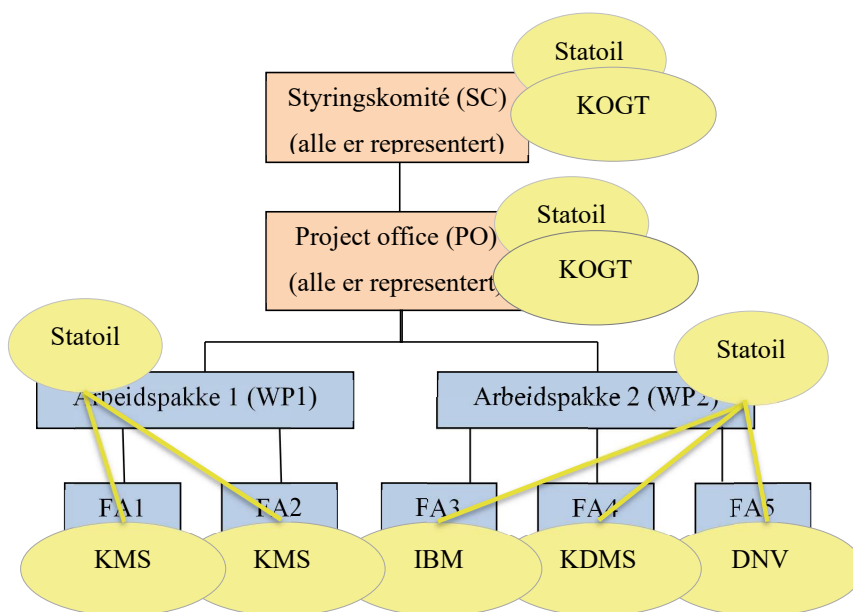 Statoil
Styringskomité (SC)
KOGT
(alle er representert)
Statoil
Project office (PO)
KOGT
(alle er representert)
Statoil
Statoil
Arbeidspakke 1 (WP1)
Arbeidspakke 2 (WP2)
FA1
FA2
FA3
FA4
FA5
KMS
KMS
IBM
KDMS
DNV